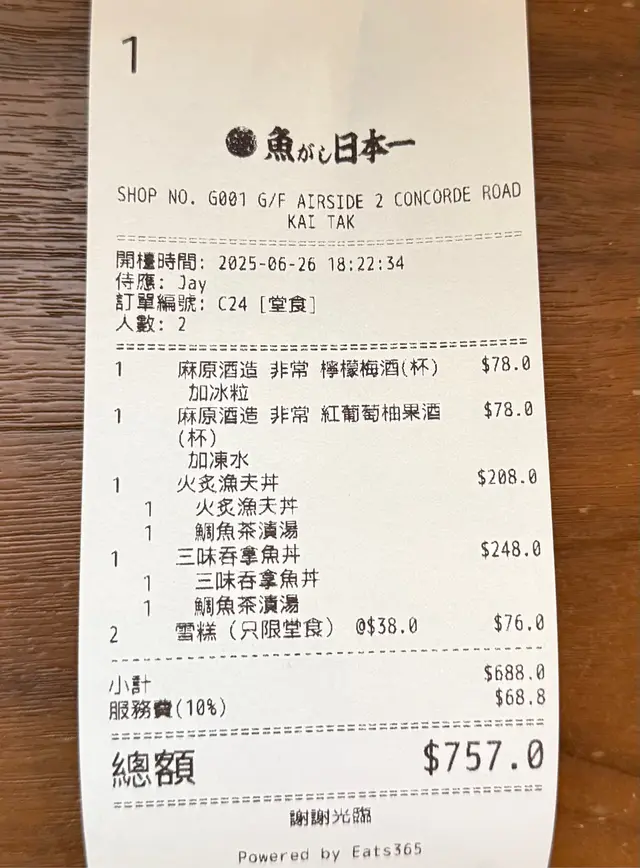 1
魚がし日本一
SHOP NO. G001 G/F AIRSIDE 2 CONCORDE ROAD
KAI TAK
開檯時間: 2025-06-26 18:22:34
侍應: Jay
訂單編號: C24 [堂食]
人數: 2
1 麻原酒造 非常 檸檬梅酒(杯) $78.0
加冰粒
1 麻原酒造 非常 紅葡萄柚果酒 $78.0
(杯)
加凍水
1 火炙漁夫丼 $208.0
1 火炙漁夫丼
1 鯛魚茶漬湯
1 三味吞拿魚丼 $248.0
1 三味吞拿魚丼
1 鯛魚茶漬湯
2 雪糕 (只限堂食) @$38.0 $76.0
小計 $688.0
服務費(10%) $68.8
總額 $757.0
謝謝光臨
Powered by Eats365